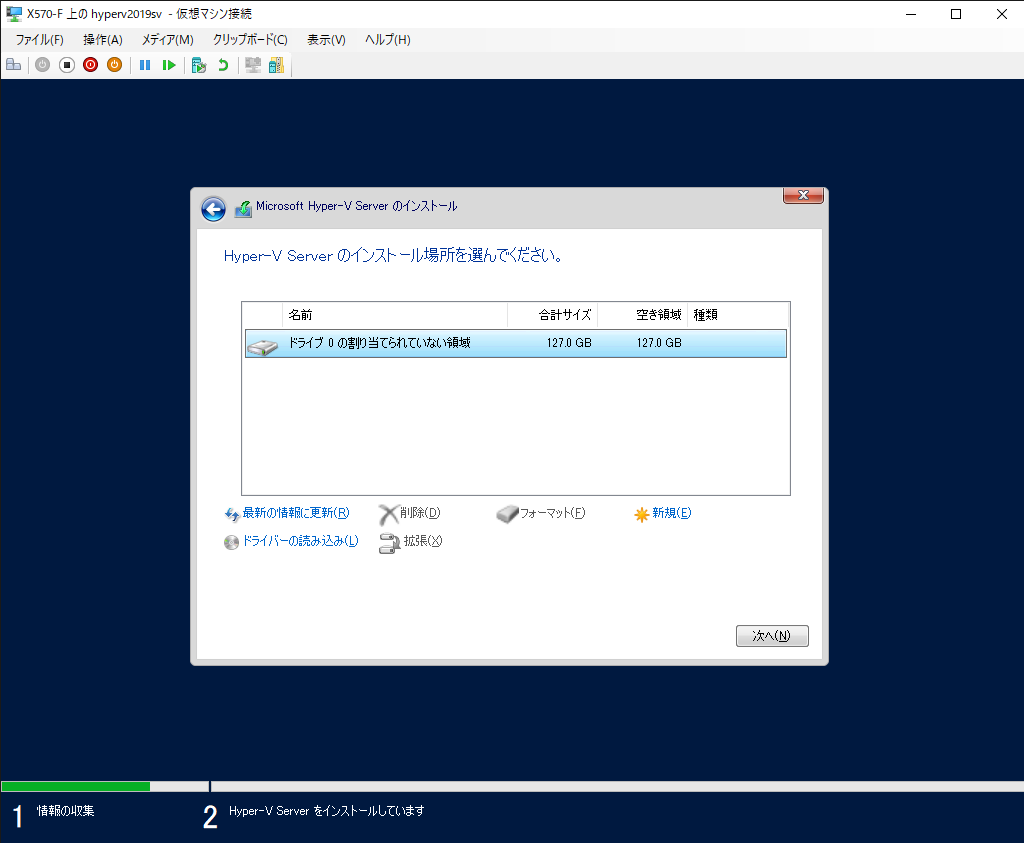 X570-F 上の hyperv2019sv - 仮想マシン接続
ファイル(F) 操作(A) メディア(M) クリップボード(C) 表示(V) ヘルプ(H)
Microsoft Hyper-V Server のインストール
Hyper-V Server のインストール場所を選んでください。
名前 合計サイズ 空き領域 種類
ドライブ 0 の割り当てられていない領域 127.0 GB 127.0 GB
最新の情報に更新(R) 削除(D) フォーマット(F) 新規(E)
ドライバーの読み込み(L) 拡張(X)
次へ(N)
1 情報の収集 2 Hyper-V Server をインストールしています